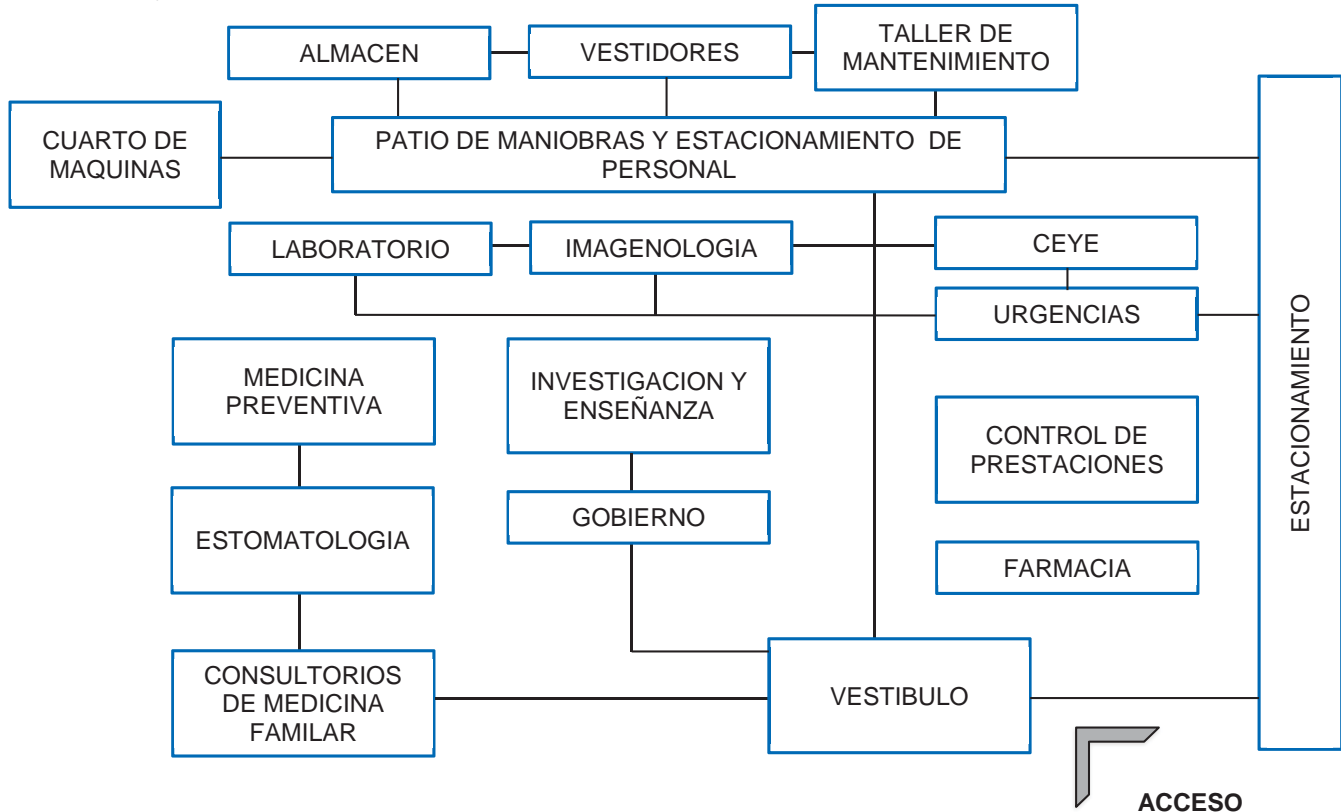 ALMACEN
VESTIDORES
TALLER DE
MANTENIMIENTO
CUARTO DE
MAQUINAS
PATIO DE MANIOBRAS Y ESTACIONAMIENTO DE
PERSONAL
LABORATORIO
IMAGENOLOGIA
CEYE
URGENCIAS
ESTACIONAMIENTO
MEDICINA
PREVENTIVA
INVESTIGACION Y
ENSEÑANZA
CONTROL DE
PRESTACIONES
ESTOMATOLOGIA
GOBIERNO
FARMACIA
CONSULTORIOS
DE MEDICINA
FAMILAR
VESTIBULO
ACCESO